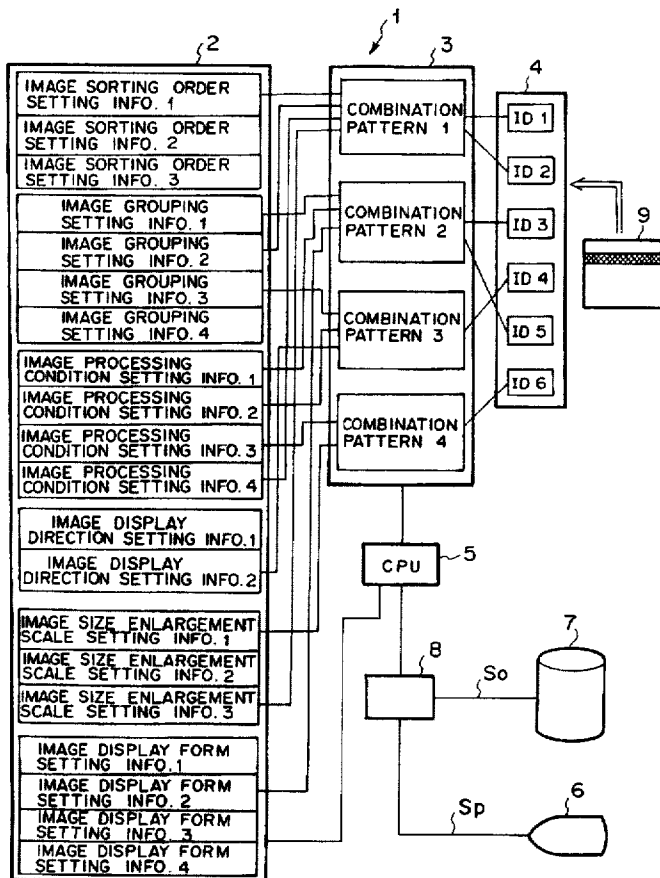 1
2
IMAGE SORTING ORDER
SETTING INFO. 1
IMAGE SORTING ORDER
SETTING INFO. 2
IMAGE SORTING ORDER
SETTING INFO. 3
IMAGE GROUPING
SETTING INFO. 1
IMAGE GROUPING
SETTING INFO. 2
IMAGE GROUPING
SETTING INFO. 3
IMAGE GROUPING
SETTING INFO. 4
IMAGE PROCESSING
CONDITION SETTING INFO. 1
IMAGE PROCESSING
CONDITION SETTING INFO. 2
IMAGE PROCESSING
CONDITION SETTING INFO. 3
IMAGE PROCESSING
CONDITION SETTING INFO. 4
IMAGE DISPLAY
DIRECTION SETTING INFO. 1
IMAGE DISPLAY
DIRECTION SETTING INFO. 2
IMAGE SIZE ENLARGEMENT
SCALE SETTING INFO. 1
IMAGE SIZE ENLARGEMENT
SCALE SETTING INFO. 2
IMAGE SIZE ENLARGEMENT
SCALE SETTING INFO. 3
IMAGE DISPLAY FORM
SETTING INFO. 1
IMAGE DISPLAY FORM
SETTING INFO. 2
IMAGE DISPLAY FORM
SETTING INFO. 3
IMAGE DISPLAY FORM
SETTING INFO. 4
3
COMBINATION
PATTERN 1
COMBINATION
PATTERN 2
COMBINATION
PATTERN 3
COMBINATION
PATTERN 4
4
ID 1
ID 2
ID 3
ID 4
ID 5
ID 6
9
CPU
5
8
So
7
Sp
6